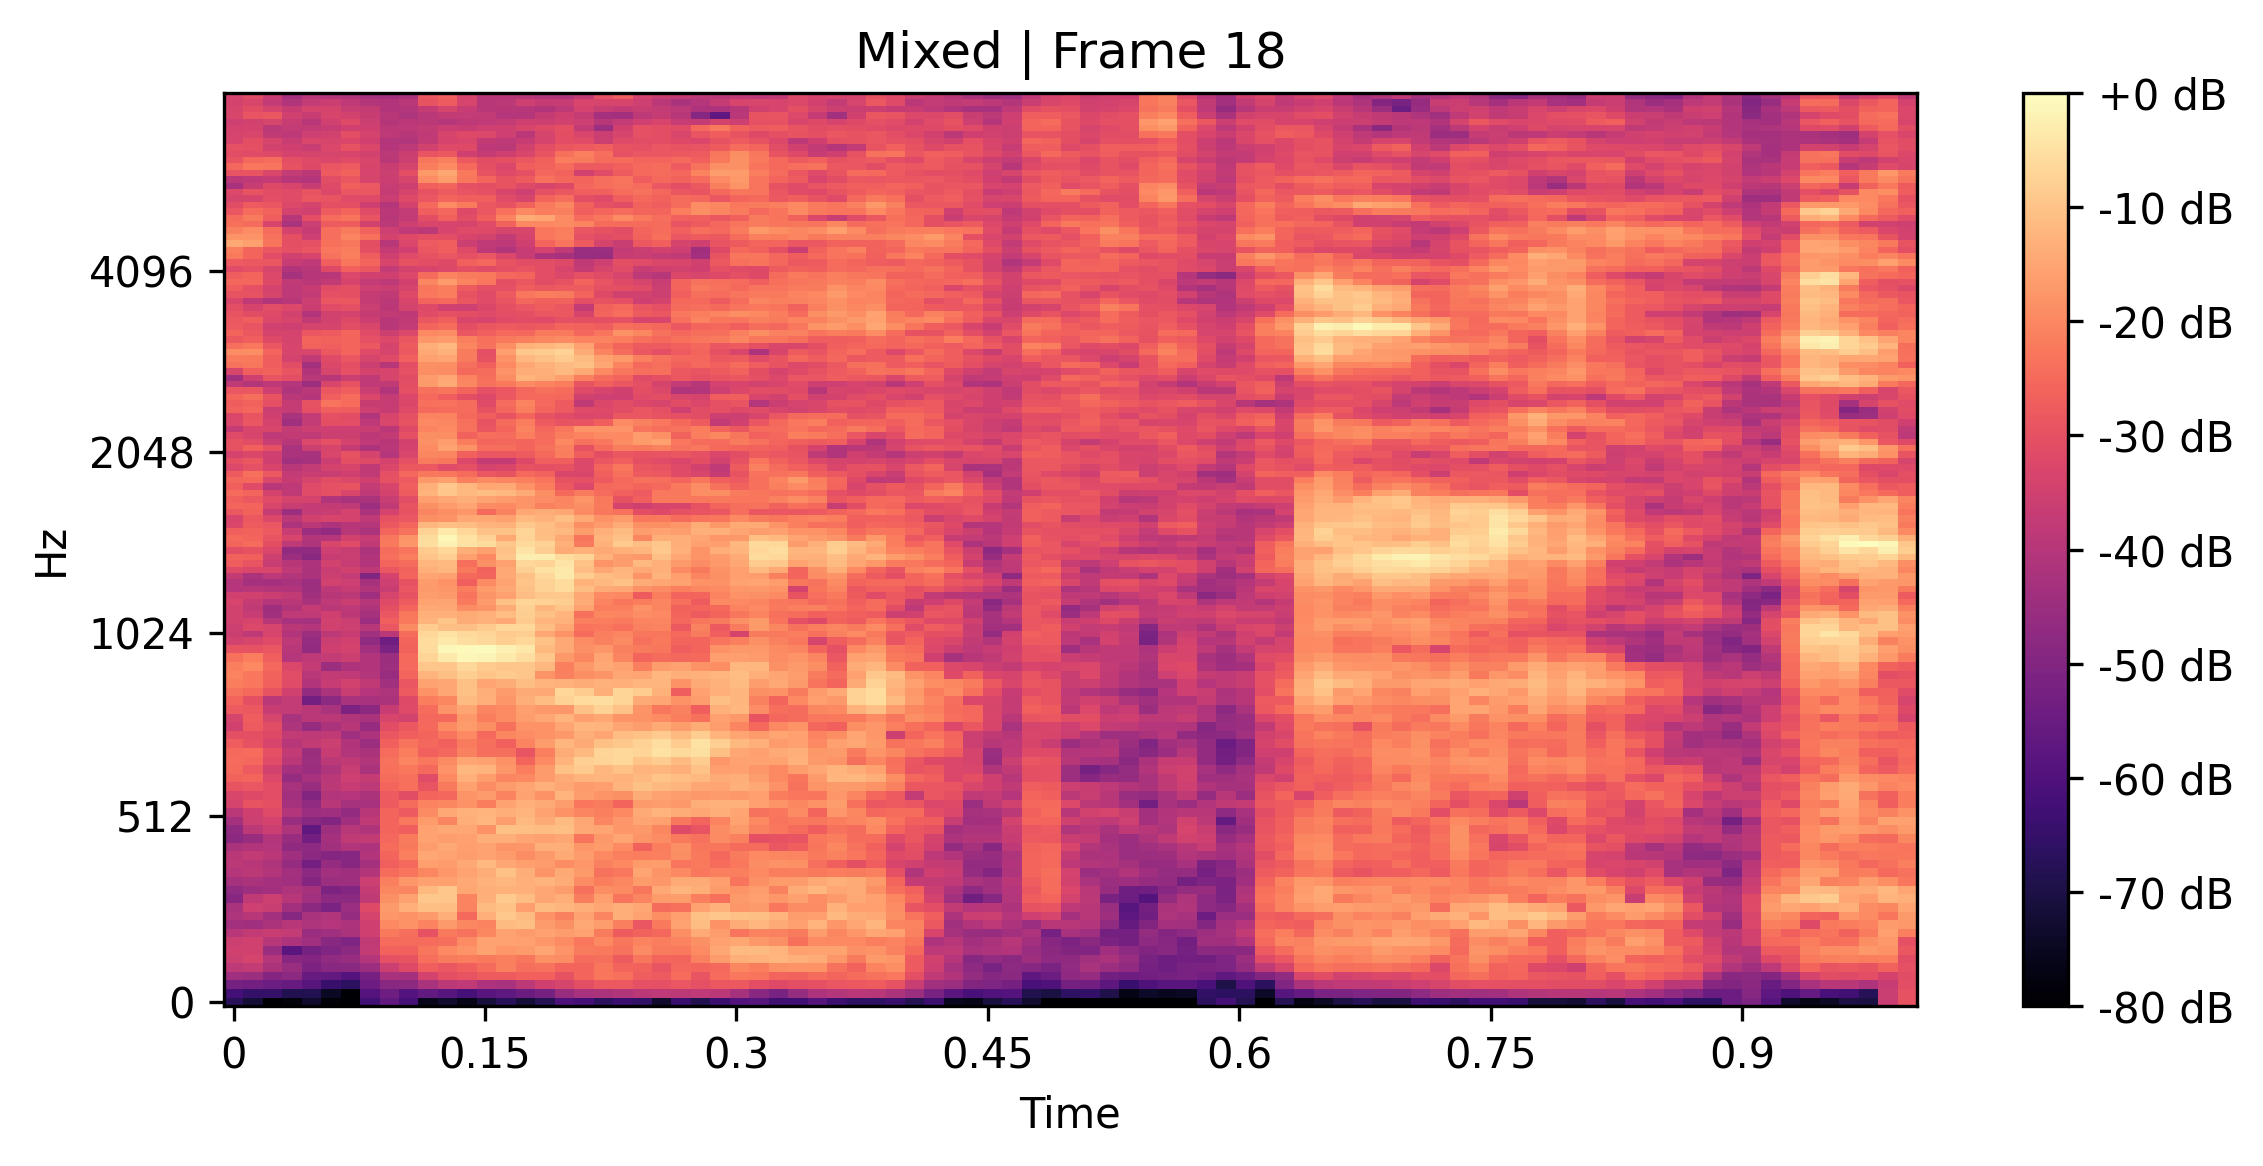 Mixed | Frame 18
Hz
4096
2048
1024
512
0
0 0.15 0.3 0.45 0.6 0.75 0.9
Time
+0 dB
-10 dB
-20 dB
-30 dB
-40 dB
-50 dB
-60 dB
-70 dB
-80 dB